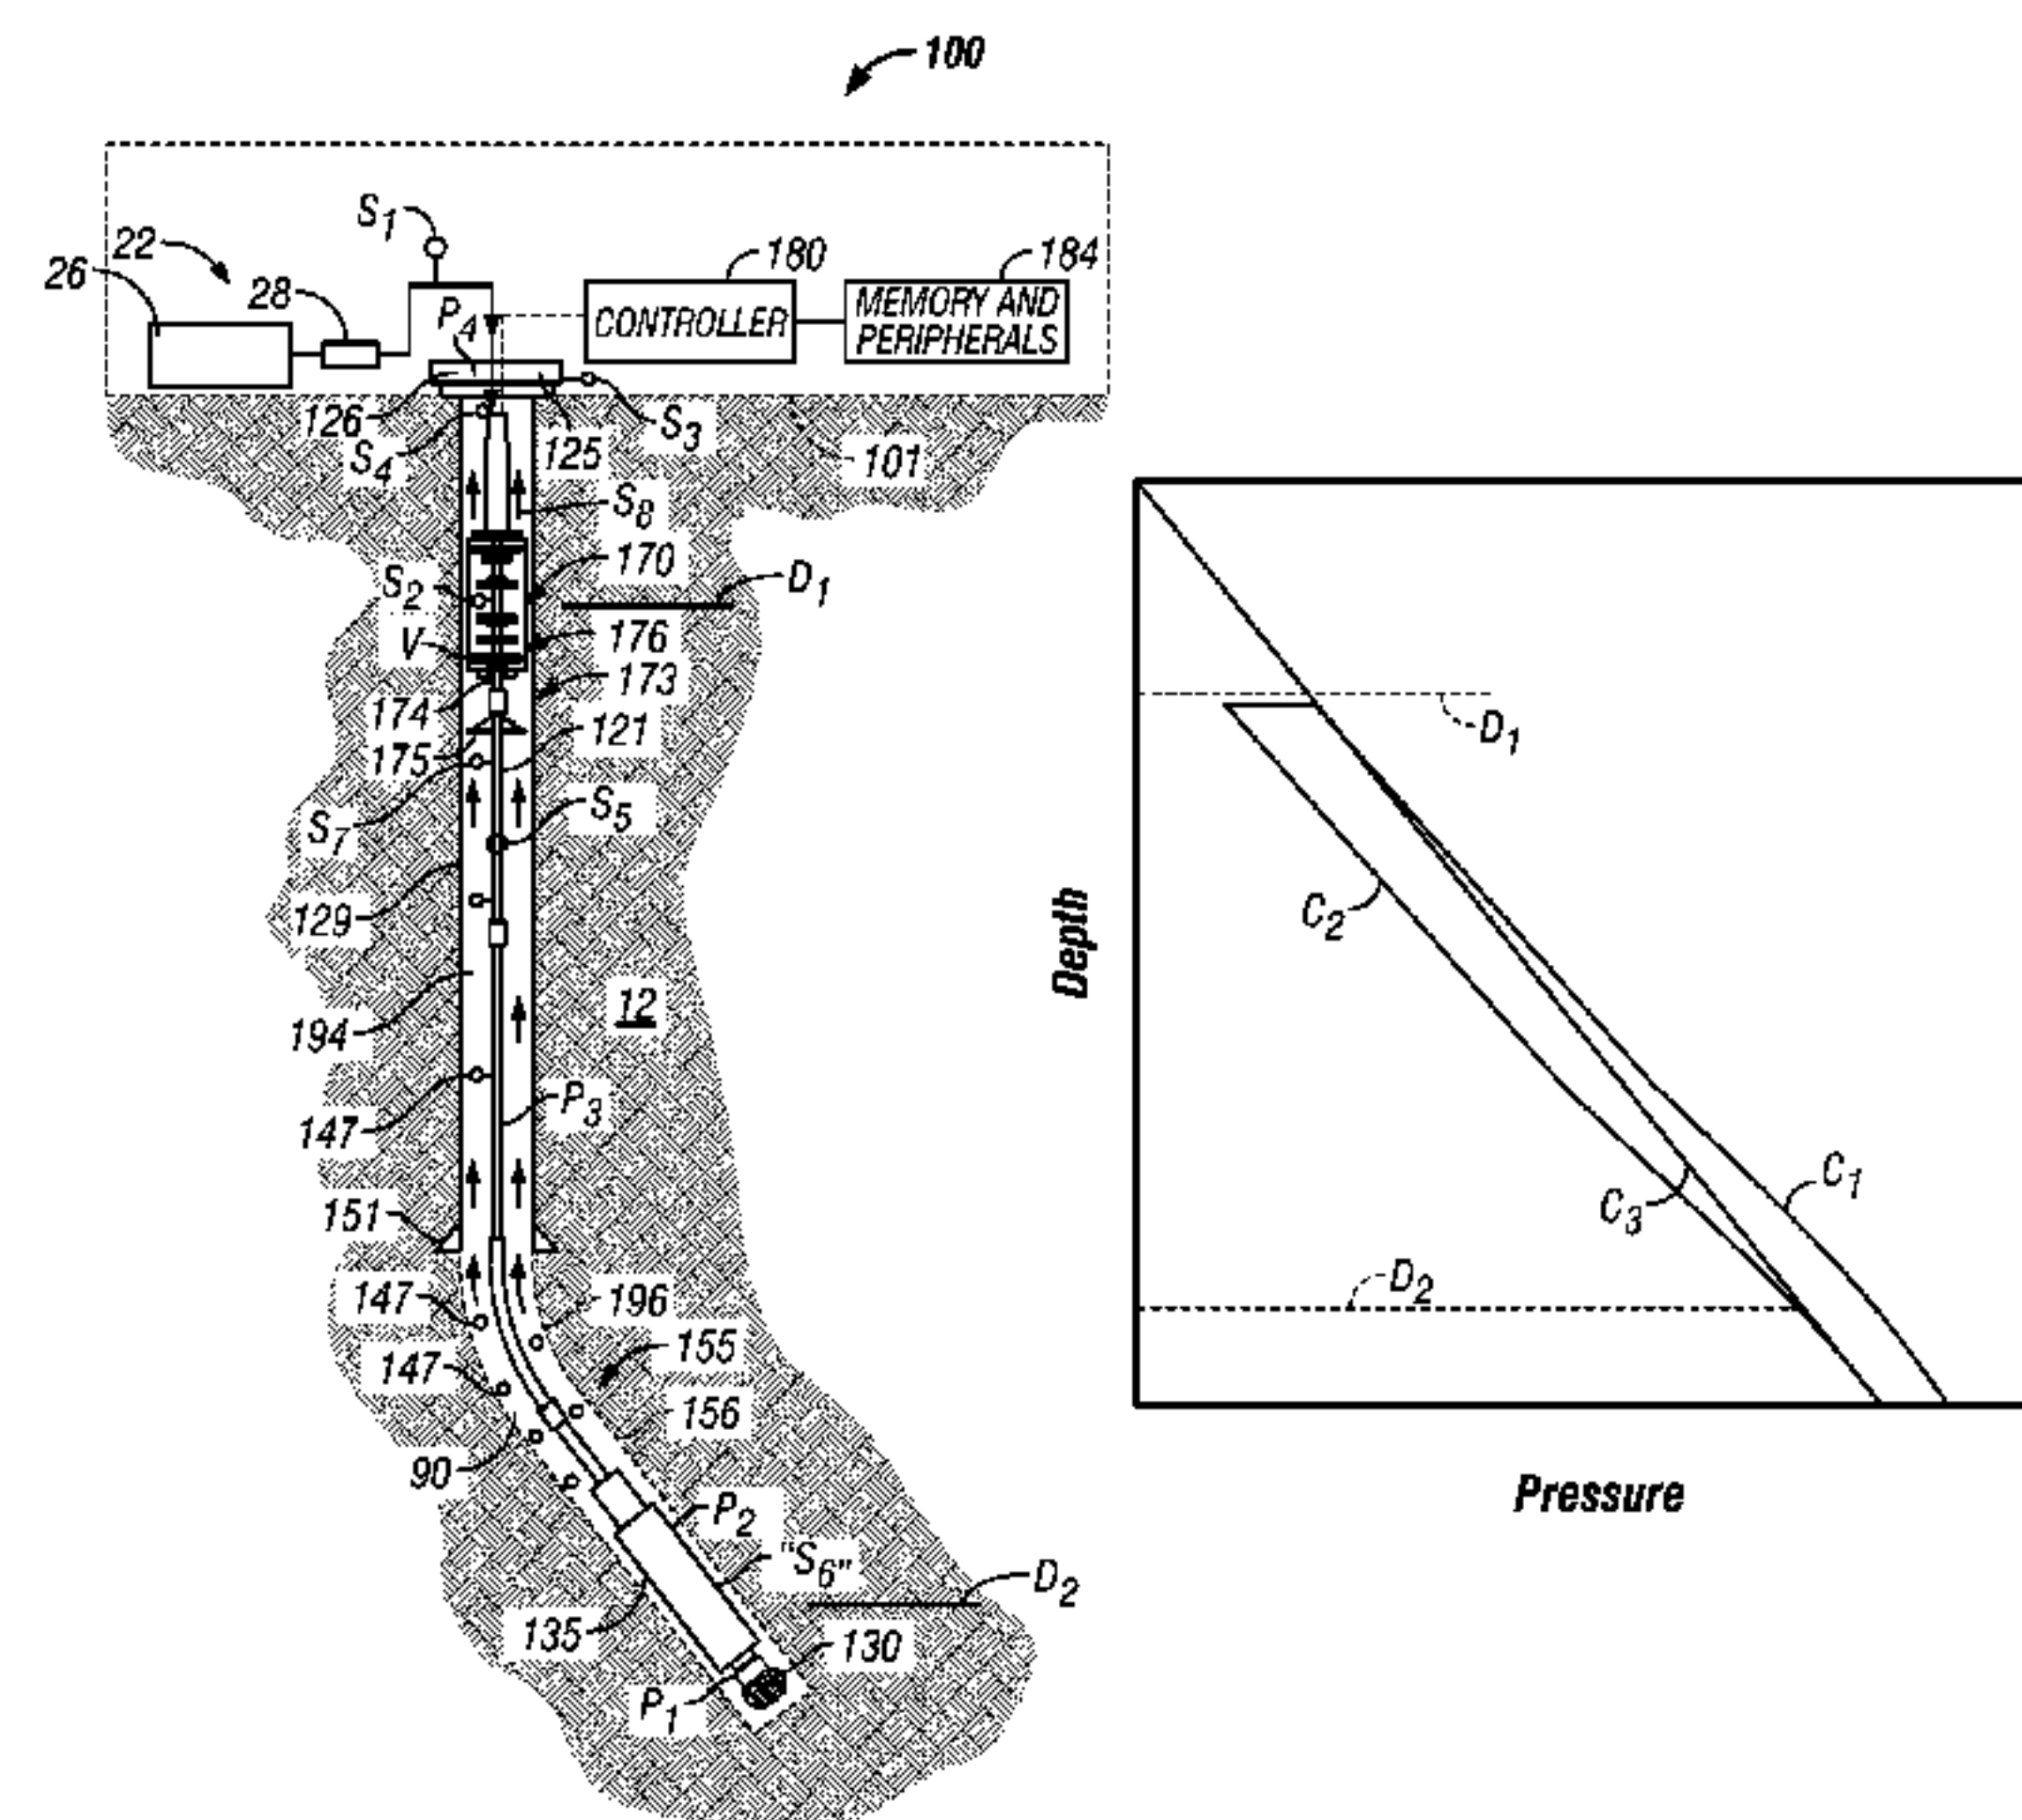 100
S1
22
26
28
P4
180
184
CONTROLLER
MEMORY AND
PERIPHERALS
126
S4
125
S3
101
S8
170
D1
S2
V
176
173
174
121
175
S7
S5
129
12
194
P3
147
151
147
196
147
155
156
90
P2
"S6"
D2
135
130
P1
D1
C2
Depth
C1
C3
D2
Pressure